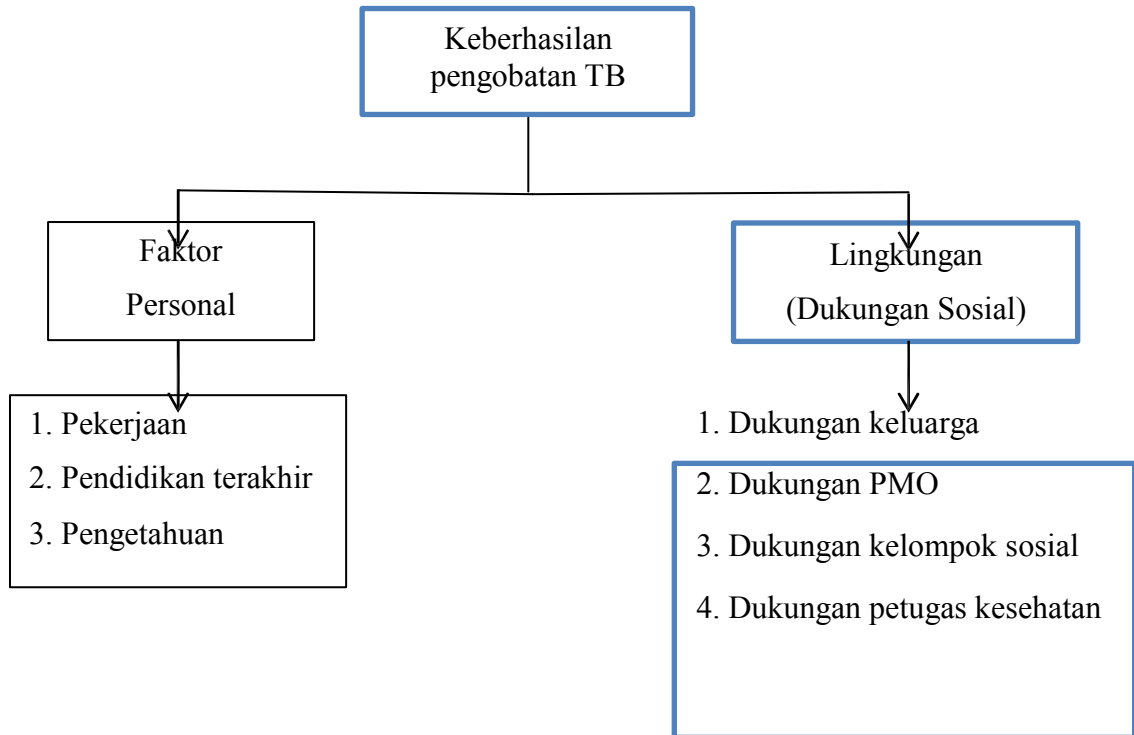 Keberhasilan
pengobatan TB
Faktor
Personal
1. Pekerjaan
2. Pendidikan terakhir
3. Pengetahuan
Lingkungan
(Dukungan Sosial)
1. Dukungan keluarga
2. Dukungan PMO
3. Dukungan kelompok sosial
4. Dukungan petugas kesehatan